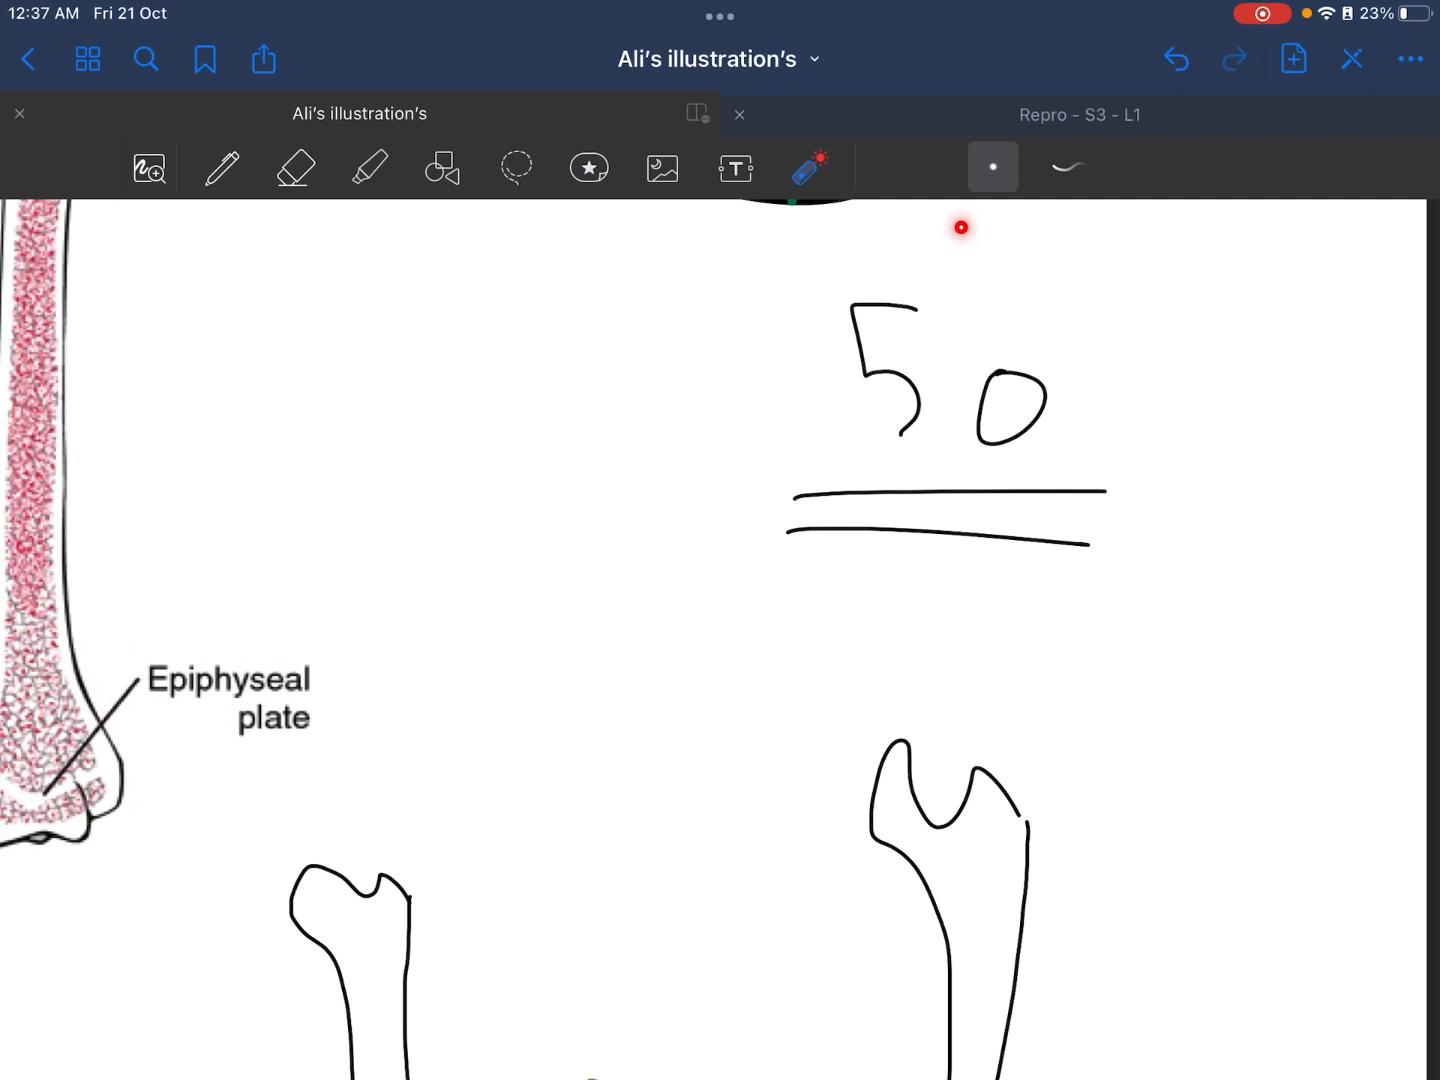 12:37 AM Fri 21 Oct
23%
Ali's illustration's
Ali's illustration's
Repro - S3 - L1
50
Epiphyseal
plate